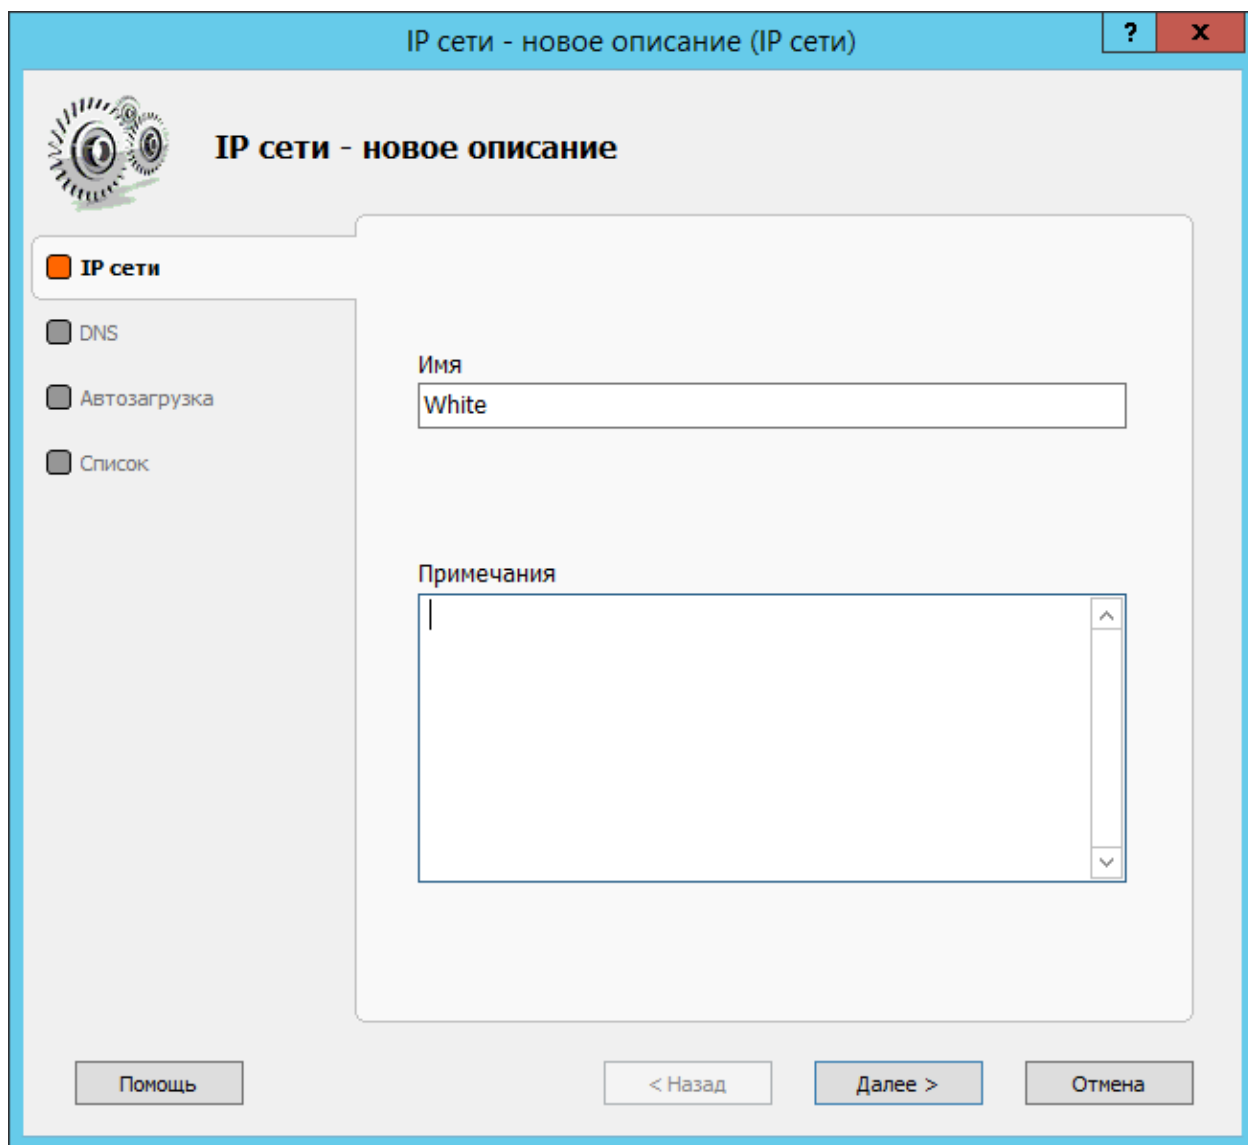 IP сети - новое описание (IP сети)
?
x
IP сети - новое описание
IP сети
DNS
Автозагрузка
Список
Имя
White
Примечания
Помощь
< Назад
Далее >
Отмена